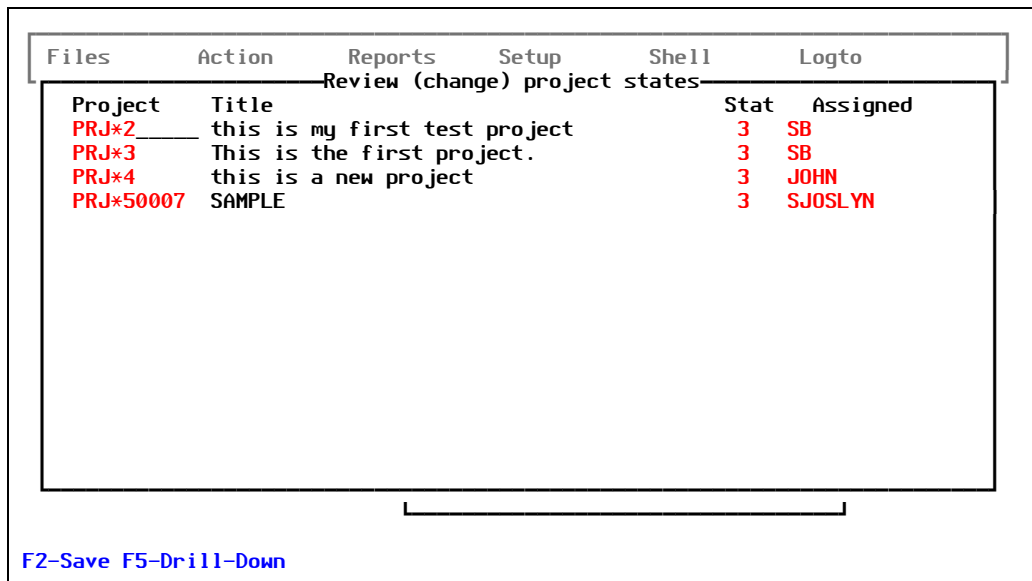 Files Action Reports Setup Shell Logto
Review (change) project states
Project Title Stat Assigned
PRJ*2_____ this is my first test project 3 SB
PRJ*3 This is the first project. 3 SB
PRJ*4 this is a new project 3 JOHN
PRJ*50007 SAMPLE 3 SJOSLYN
F2-Save F5-Drill-Down